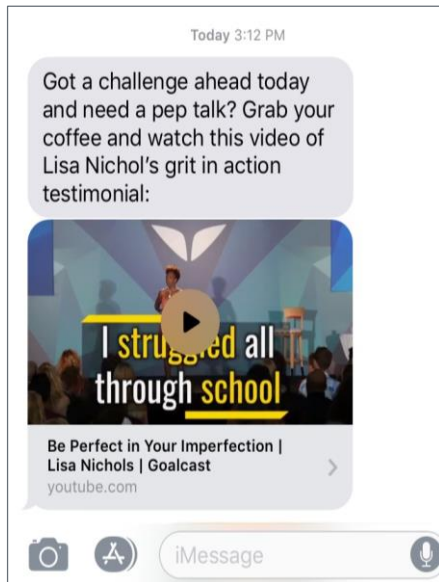 Today 3:12 PM
Got a challenge ahead today
and need a pep talk? Grab your
coffee and watch this video of
Lisa Nichol's grit in action
testimonial:
I struggled all
through school
Be Perfect in Your Imperfection |
Lisa Nichols | Goalcast
youtube.com
iMessage